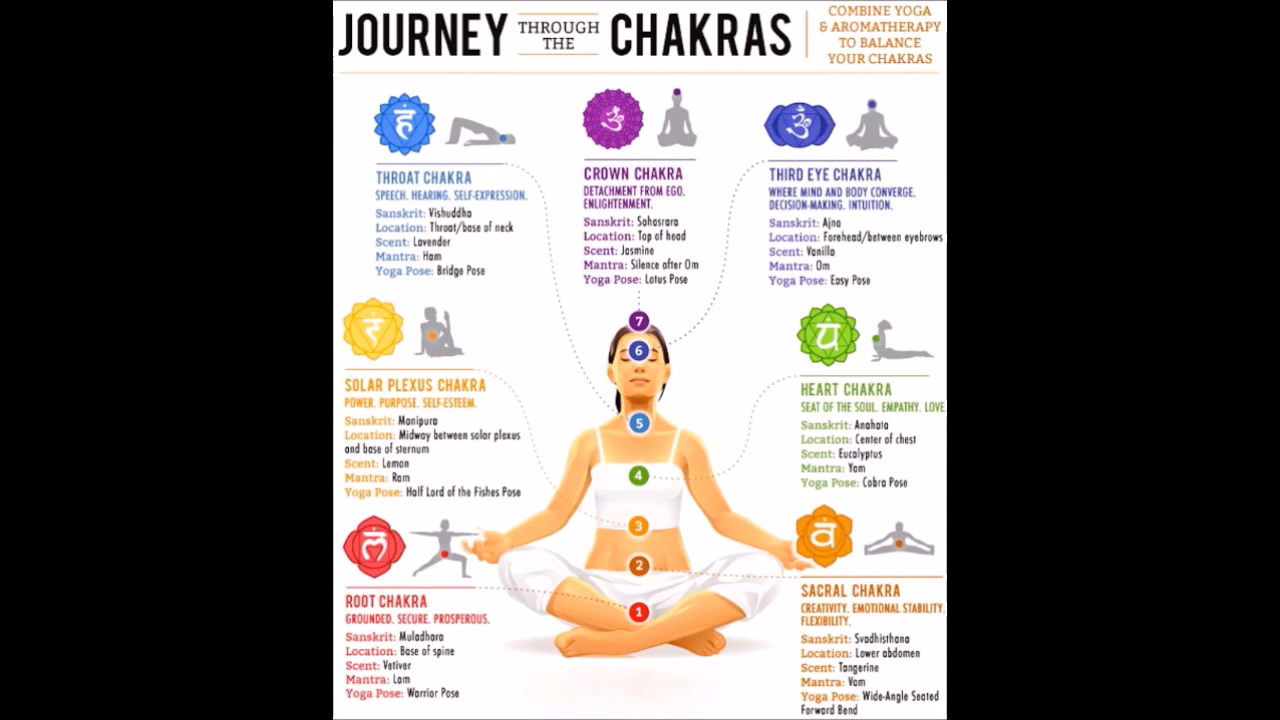 JOURNEY THROUGH THE CHAKRAS
COMBINE YOGA
& AROMATHERAPY
TO BALANCE
YOUR CHAKRAS
हं
THROAT CHAKRA
SPEECH. HEARING. SELF-EXPRESSION.
Sanskrit: Vishuddha
Location: Throat/base of neck
Scent: Lavender
Mantra: Ham
Yoga Pose: Bridge Pose
ॐ
CROWN CHAKRA
DETACHMENT FROM EGO.
ENLIGHTENMENT.
Sanskrit: Sahasrara
Location: Top of head
Scent: Jasmine
Mantra: Silence after Om
Yoga Pose: Lotus Pose
ॐ
THIRD EYE CHAKRA
WHERE MIND AND BODY CONVERGE.
DECISION-MAKING. INTUITION.
Sanskrit: Ajna
Location: Forehead/between eyebrows
Scent: Vanilla
Mantra: Om
Yoga Pose: Easy Pose
रं
SOLAR PLEXUS CHAKRA
POWER. PURPOSE. SELF-ESTEEM.
Sanskrit: Manipura
Location: Midway between solar plexus
and base of sternum
Scent: Lemon
Mantra: Ram
Yoga Pose: Half Lord of the Fishes Pose
यं
HEART CHAKRA
SEAT OF THE SOUL. EMPATHY. LOVE.
Sanskrit: Anahata
Location: Center of chest
Scent: Eucalyptus
Mantra: Yam
Yoga Pose: Cobra Pose
7
6
5
4
3
2
1
लं
ROOT CHAKRA
GROUNDED. SECURE. PROSPEROUS.
Sanskrit: Muladhara
Location: Base of spine
Scent: Vetiver
Mantra: Lam
Yoga Pose: Warrior Pose
वं
SACRAL CHAKRA
CREATIVITY. EMOTIONAL STABILITY.
FLEXIBILITY.
Sanskrit: Svadhisthana
Location: Lower abdomen
Scent: Tangerine
Mantra: Vam
Yoga Pose: Wide-Angle Seated
Forward Bend